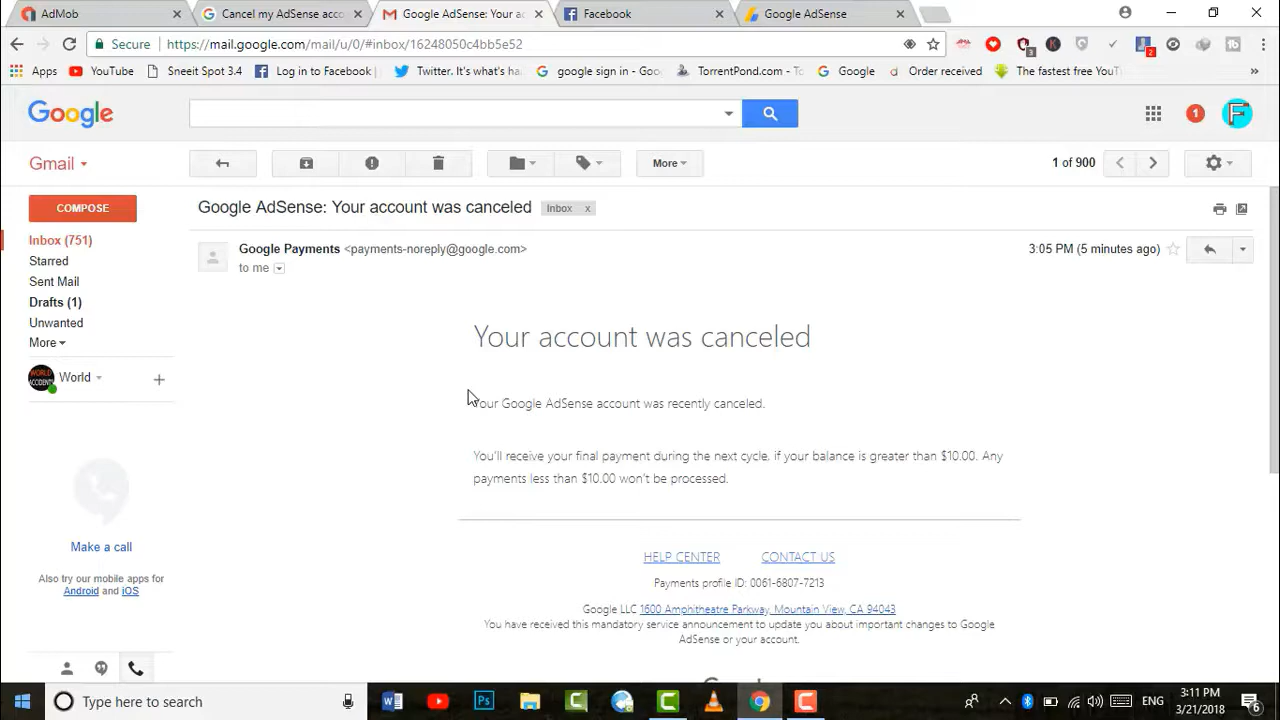 AdMob
Cancel my AdSense acco
Google AdSense: Your a
Facebook
Google AdSense
Secure https://mail.google.com/mail/u/0/#inbox/16248050c4bb5e52
3
K
2
Apps YouTube Sneeit Spot 3.4 Log in to Facebook Twitter. It's what's ha google sign in - Goo TorrentPond.com - To Google Order received The fastest free YouT
Google
1
F
Gmail
More
1 of 900
COMPOSE
Google AdSense: Your account was canceled Inbox x
Inbox (751)
Starred
Sent Mail
Drafts (1)
Unwanted
More
Google Payments <payments-noreply@google.com>
3:05 PM (5 minutes ago)
to me
Your account was canceled
WORLD
ACCIDENTS
World
+
Your Google AdSense account was recently canceled.
You'll receive your final payment during the next cycle, if your balance is greater than $10.00. Any
payments less than $10.00 won't be processed.
Make a call
Also try our mobile apps for
Android and iOS
HELP CENTER CONTACT US
Payments profile ID: 0061-6807-7213
Google LLC 1600 Amphitheatre Parkway, Mountain View, CA 94043
You have received this mandatory service announcement to update you about important changes to Google
AdSense or your account.
Type here to search
ENG
3:11 PM
3/21/2018
6